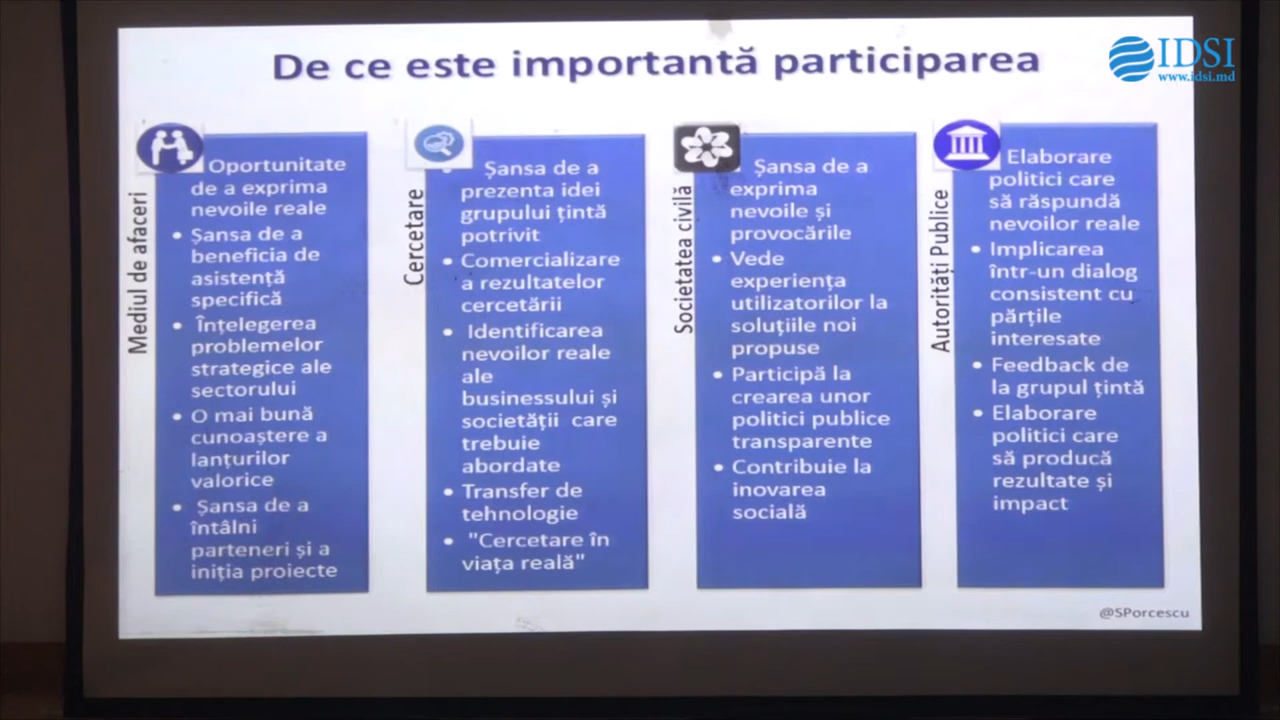 De ce este importantă participarea
IDSI
www.idsi.md
Mediul de afaceri
Oportunitate
de a exprima
nevoile reale
• Șansa de a
beneficia de
asistență
specifică
• Înțelegerea
problemelor
strategice ale
sectorului
• O mai bună
cunoaștere a
lanțurilor
valorice
• Șansa de a
întâlni
parteneri și a
iniția proiecte
Cercetare
• Șansa de a
prezenta idei
grupului țintă
potrivit
• Comercializare
a rezultatelor
cercetării
• Identificarea
nevoilor reale
ale
businessului și
societății care
trebuie
abordate
• Transfer de
tehnologie
• "Cercetare în
viața reală"
Societatea civilă
Șansa de a
exprima
nevoile și
provocările
• Vede
experiența
utilizatorilor la
soluțiile noi
propuse
• Participă la
crearea unor
politici publice
transparente
• Contribuie la
inovarea
socială
Autorități Publice
Elaborare
politici care
să răspundă
nevoilor reale
• Implicarea
într-un dialog
consistent cu
părțile
interesate
• Feedback de
la grupul țintă
• Elaborare
politici care
să producă
rezultate și
impact
@SPorcescu